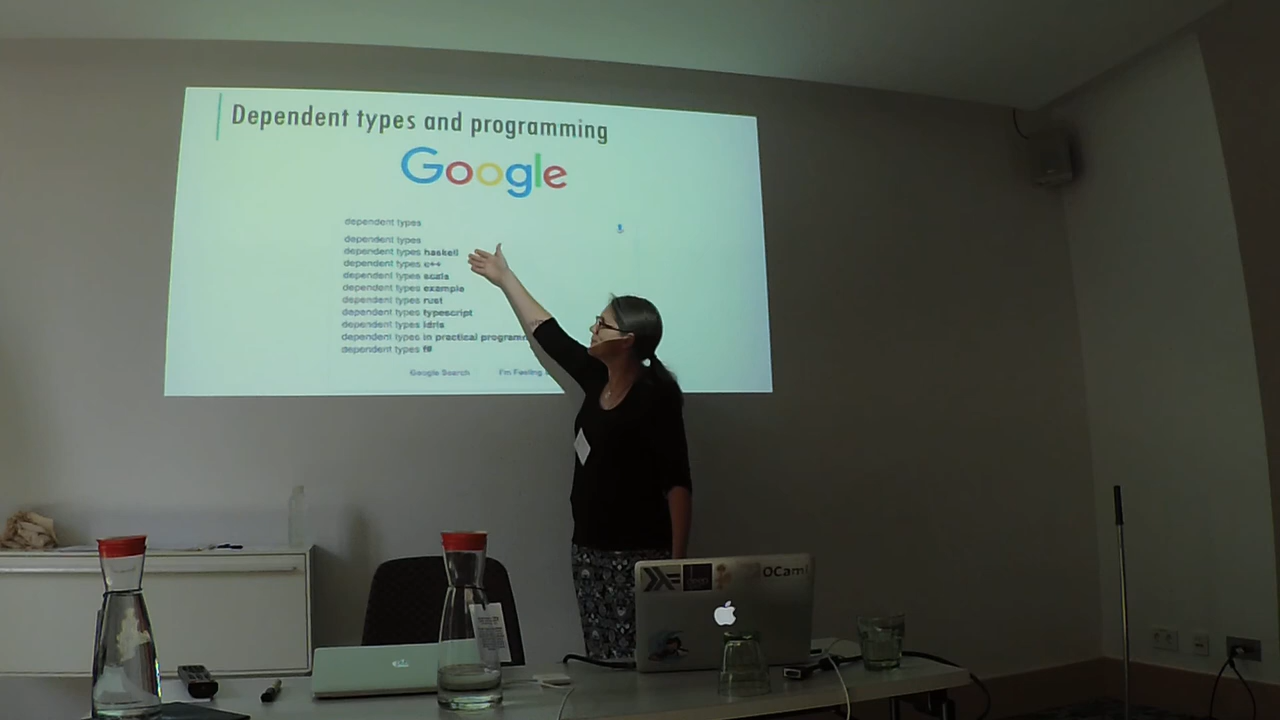 Dependent types and programming
Google
dependent types
dependent types
dependent types haskell
dependent types c++
dependent types scala
dependent types example
dependent types rust
dependent types typescript
dependent types idris
dependent types in practical programm
dependent types f#
Google Search I'm Feeling
OCaml